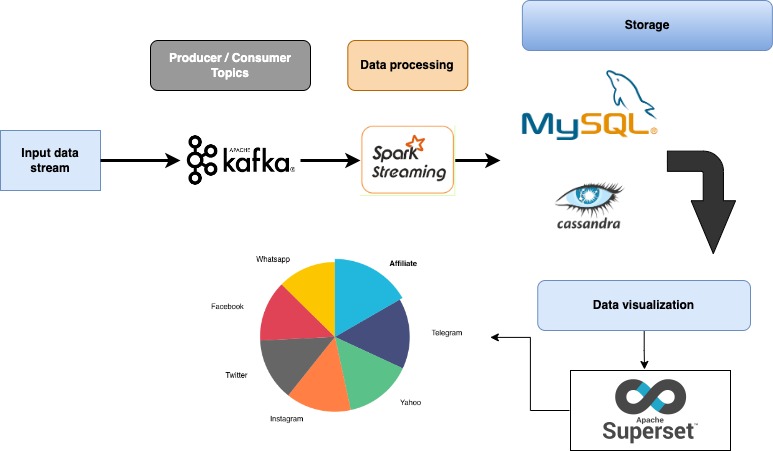 Storage
Producer / Consumer
Topics
Data processing
Input data
stream
APACHE
kafka®
Spark
Streaming
MySQL®
cassandra
Data visualization
Whatsapp
Affiliate
Facebook
Telegram
Twitter
Yahoo
Instagram
Apache
Superset™